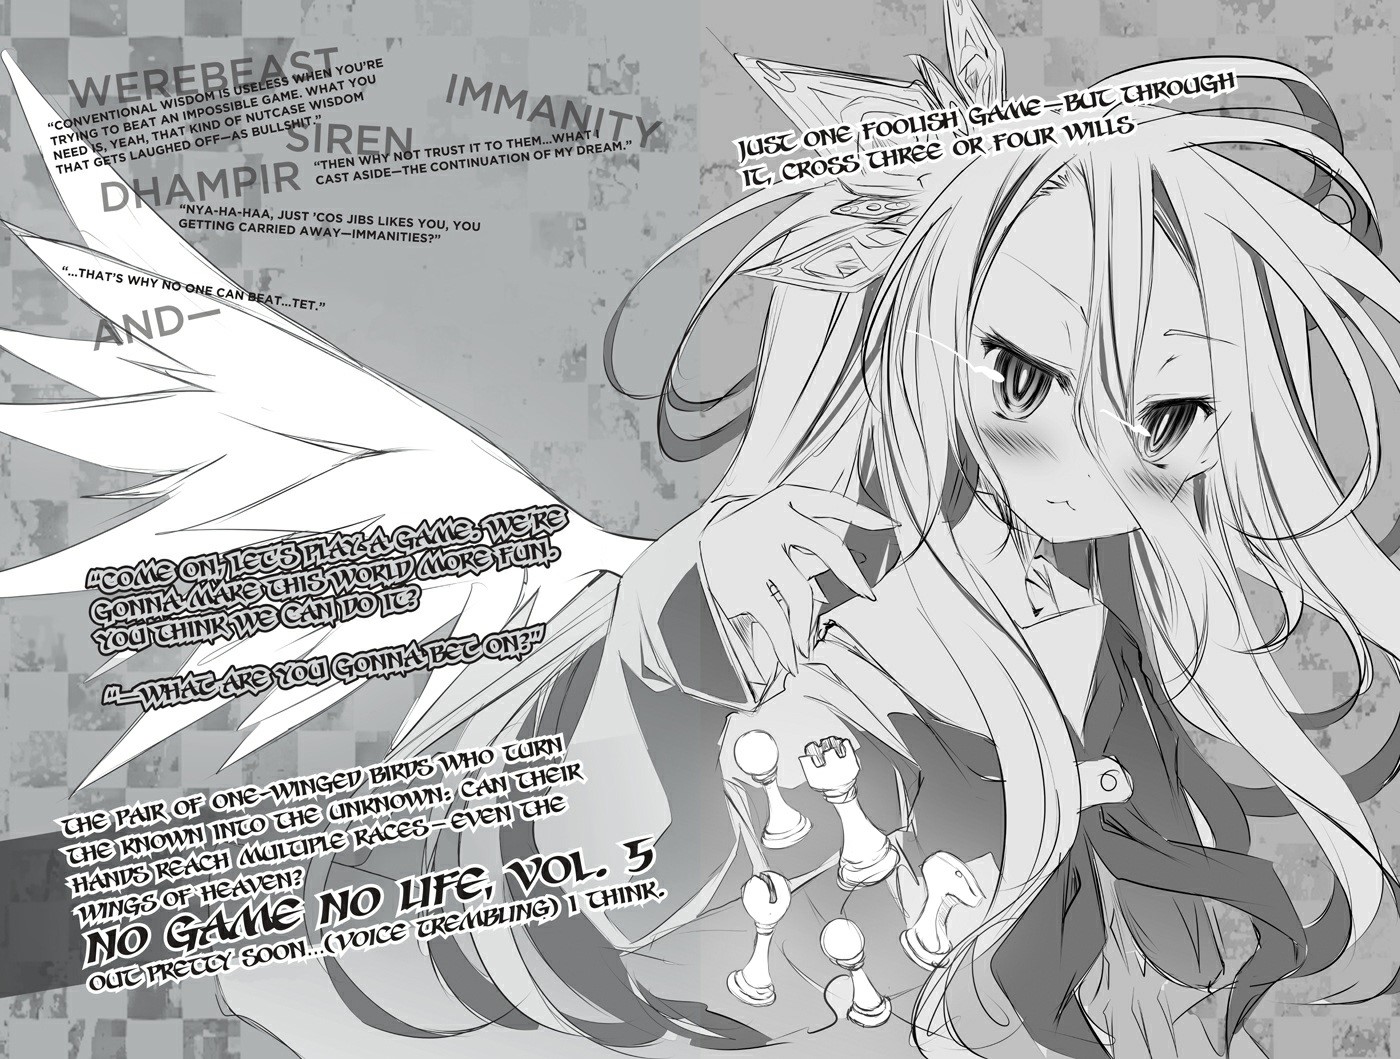 WEREBEAST
“CONVENTIONAL WISDOM IS USELESS WHEN YOU’RE
TRYING TO BEAT AN IMPOSSIBLE GAME. WHAT YOU
NEED IS, YEAH, THAT KIND OF NUTCASE WISDOM
THAT GETS LAUGHED OFF—AS BULLSHIT.”
IMMANITY
SIREN
“THEN WHY NOT TRUST IT TO THEM...WHAT I
CAST ASIDE—THE CONTINUATION OF MY DREAM.”
DHAMPIR
“NYA-HA-HAA, JUST ’COS JIBS LIKES YOU, YOU
GETTING CARRIED AWAY—IMMANITIES?”
“...THAT’S WHY NO ONE CAN BEAT...TET.”
AND—
JUST ONE FOOLISH GAME—BUT THROUGH
IT, CROSS THREE OR FOUR WILLS
“COME ON, LET’S PLAY A GAME. WE’RE
GONNA MAKE THIS WORLD MORE FUN.
YOU THINK WE CAN DO IT?
“—WHAT ARE YOU GONNA BET ON?”
THE PAIR OF ONE-WINGED BIRDS WHO TURN
THE KNOWN INTO THE UNKNOWN: CAN THEIR
HANDS REACH MULTIPLE RACES—EVEN THE
WINGS OF HEAVEN?
NO GAME NO LIFE, VOL. 5
OUT PRETTY SOON...(VOICE TREMBLING) I THINK.